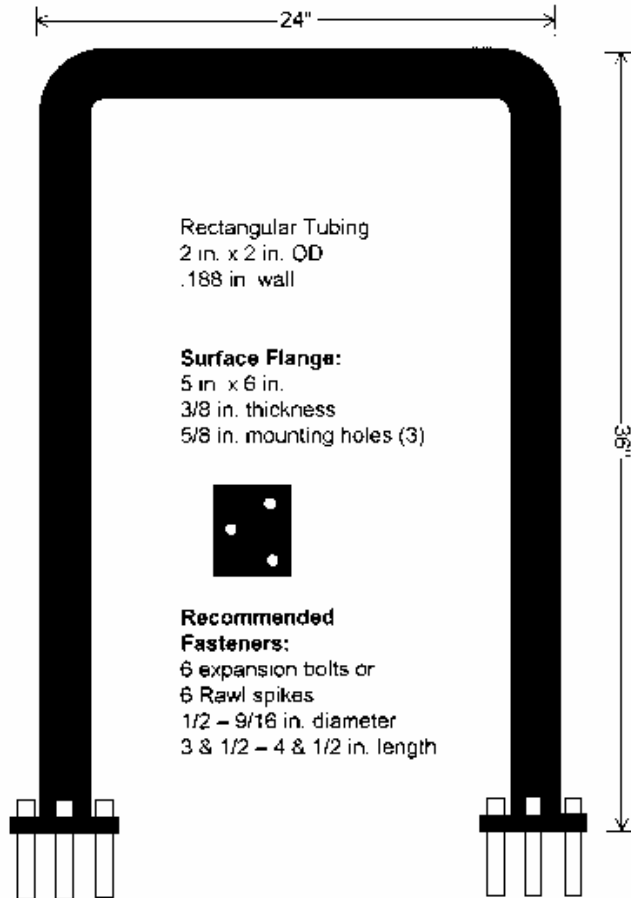 24"
36"
Rectangular Tubing
2 in. x 2 in. OD
.188 in wall
Surface Flange:
5 in x 6 in.
3/8 in. thickness
5/8 in. mounting holes (3)
Recommended
Fasteners:
6 expansion bolts or
6 Rawl spikes
1/2 – 9/16 in. diameter
3 & 1/2 – 4 & 1/2 in. length